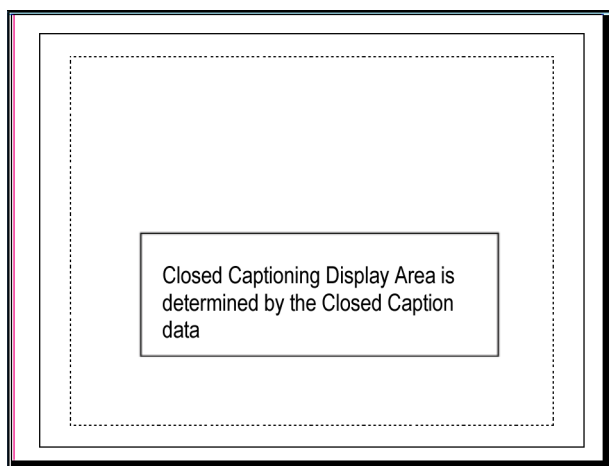 Closed Captioning Display Area is
determined by the Closed Caption
data